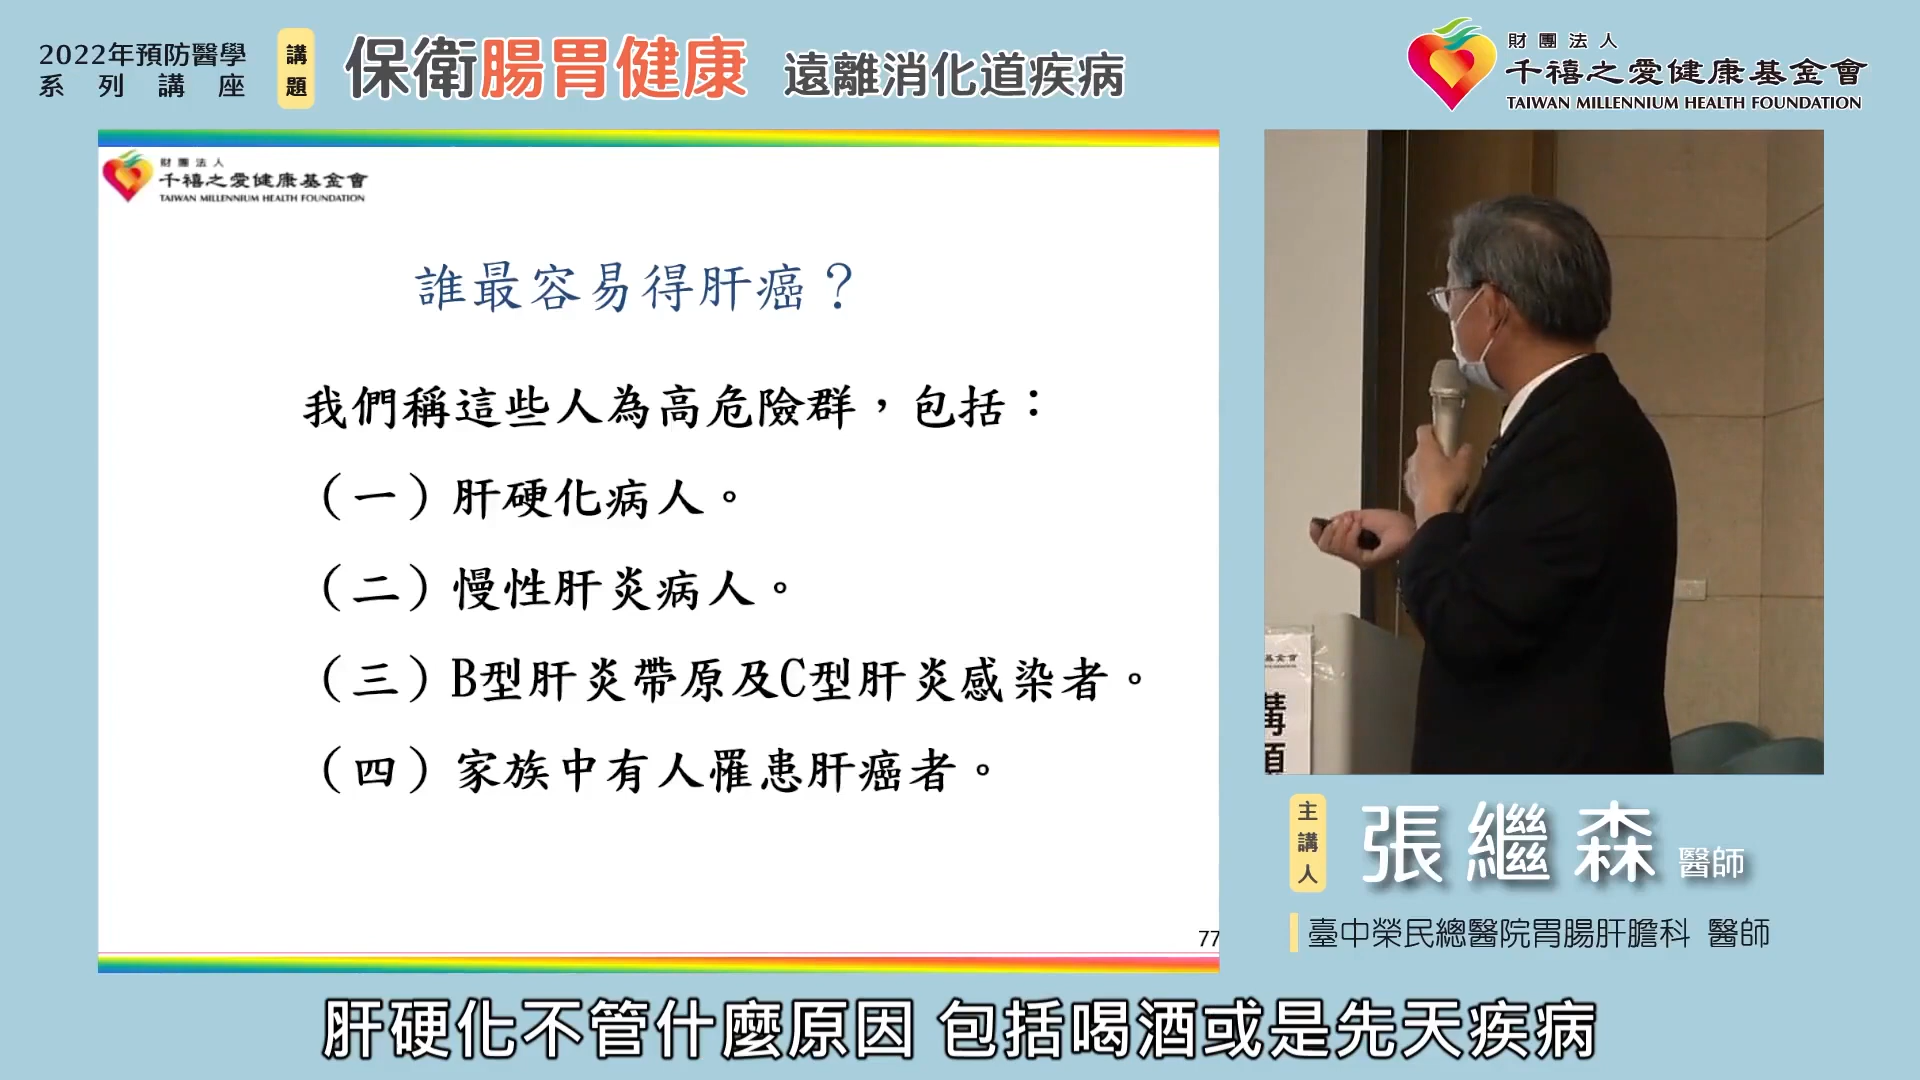 2022年預防醫學
系列講座
講題
保衛腸胃健康 遠離消化道疾病
財團法人
千禧之愛健康基金會
TAIWAN MILLENNIUM HEALTH FOUNDATION
財團法人
千禧之愛健康基金會
TAIWAN MILLENNIUM HEALTH FOUNDATION
誰最容易得肝癌？
我們稱這些人為高危險群，包括：
（一）肝硬化病人。
（二）慢性肝炎病人。
（三）B型肝炎帶原及C型肝炎感染者。
（四）家族中有人罹患肝癌者。
77
基金會
講
題
主講人
張繼森 醫師
臺中榮民總醫院胃腸肝膽科 醫師
肝硬化不管什麼原因 包括喝酒或是先天疾病